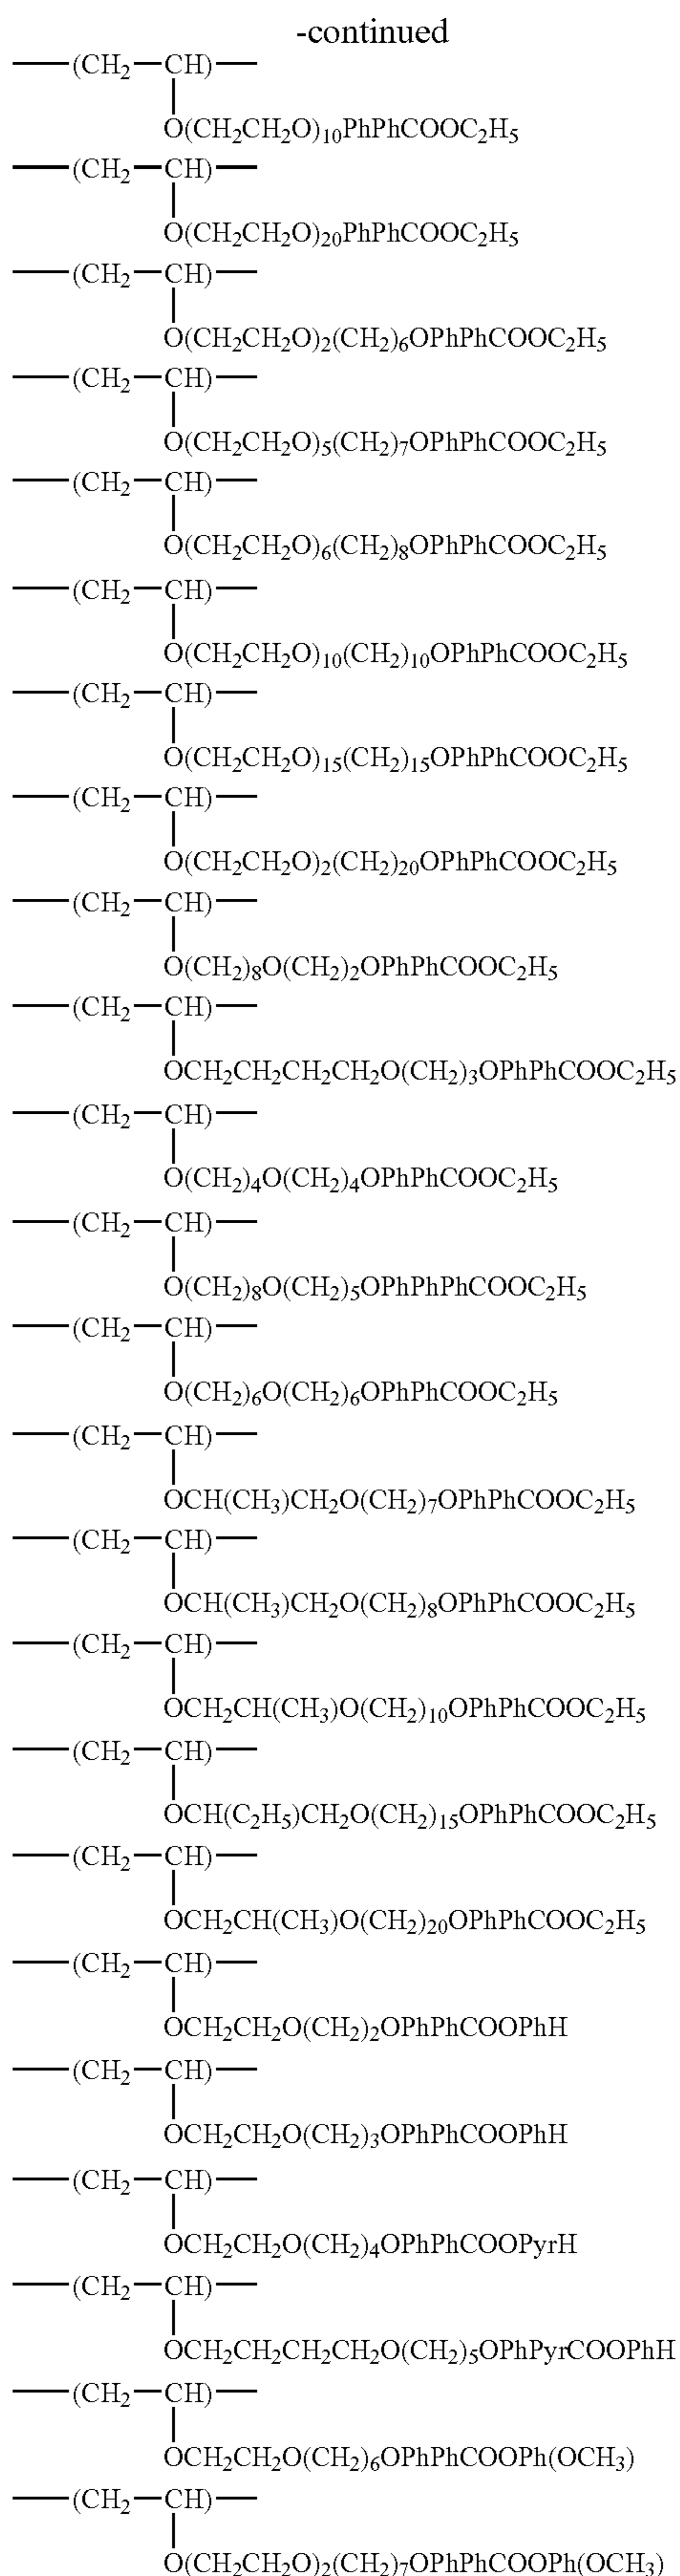 -continued
—(CH₂—CH)—
O(CH₂CH₂O)₁₀PhPhCOOC₂H₅
—(CH₂—CH)—
O(CH₂CH₂O)₂₀PhPhCOOC₂H₅
—(CH₂—CH)—
O(CH₂CH₂O)₂(CH₂)₆OPhPhCOOC₂H₅
—(CH₂—CH)—
O(CH₂CH₂O)₅(CH₂)₇OPhPhCOOC₂H₅
—(CH₂—CH)—
O(CH₂CH₂O)₆(CH₂)₈OPhPhCOOC₂H₅
—(CH₂—CH)—
O(CH₂CH₂O)₁₀(CH₂)₁₀OPhPhCOOC₂H₅
—(CH₂—CH)—
O(CH₂CH₂O)₁₅(CH₂)₁₅OPhPhCOOC₂H₅
—(CH₂—CH)—
O(CH₂CH₂O)₂(CH₂)₂₀OPhPhCOOC₂H₅
—(CH₂—CH)—
O(CH₂)₈O(CH₂)₂OPhPhCOOC₂H₅
—(CH₂—CH)—
OCH₂CH₂CH₂CH₂O(CH₂)₃OPhPhCOOC₂H₅
—(CH₂—CH)—
O(CH₂)₄O(CH₂)₄OPhPhCOOC₂H₅
—(CH₂—CH)—
O(CH₂)₈O(CH₂)₅OPhPhPhCOOC₂H₅
—(CH₂—CH)—
O(CH₂)₆O(CH₂)₆OPhPhCOOC₂H₅
—(CH₂—CH)—
OCH(CH₃)CH₂O(CH₂)₇OPhPhCOOC₂H₅
—(CH₂—CH)—
OCH(CH₃)CH₂O(CH₂)₈OPhPhCOOC₂H₅
—(CH₂—CH)—
OCH₂CH(CH₃)O(CH₂)₁₀OPhPhCOOC₂H₅
—(CH₂—CH)—
OCH(C₂H₅)CH₂O(CH₂)₁₅OPhPhCOOC₂H₅
—(CH₂—CH)—
OCH₂CH(CH₃)O(CH₂)₂₀OPhPhCOOC₂H₅
—(CH₂—CH)—
OCH₂CH₂O(CH₂)₂OPhPhCOOPhH
—(CH₂—CH)—
OCH₂CH₂O(CH₂)₃OPhPhCOOPhH
—(CH₂—CH)—
OCH₂CH₂O(CH₂)₄OPhPhCOOPyrH
—(CH₂—CH)—
OCH₂CH₂CH₂CH₂O(CH₂)₅OPhPyrCOOPhH
—(CH₂—CH)—
OCH₂CH₂O(CH₂)₆OPhPhCOOPh(OCH₃)
—(CH₂—CH)—
O(CH₂CH₂O)₂(CH₂)₇OPhPhCOOPh(OCH₃)